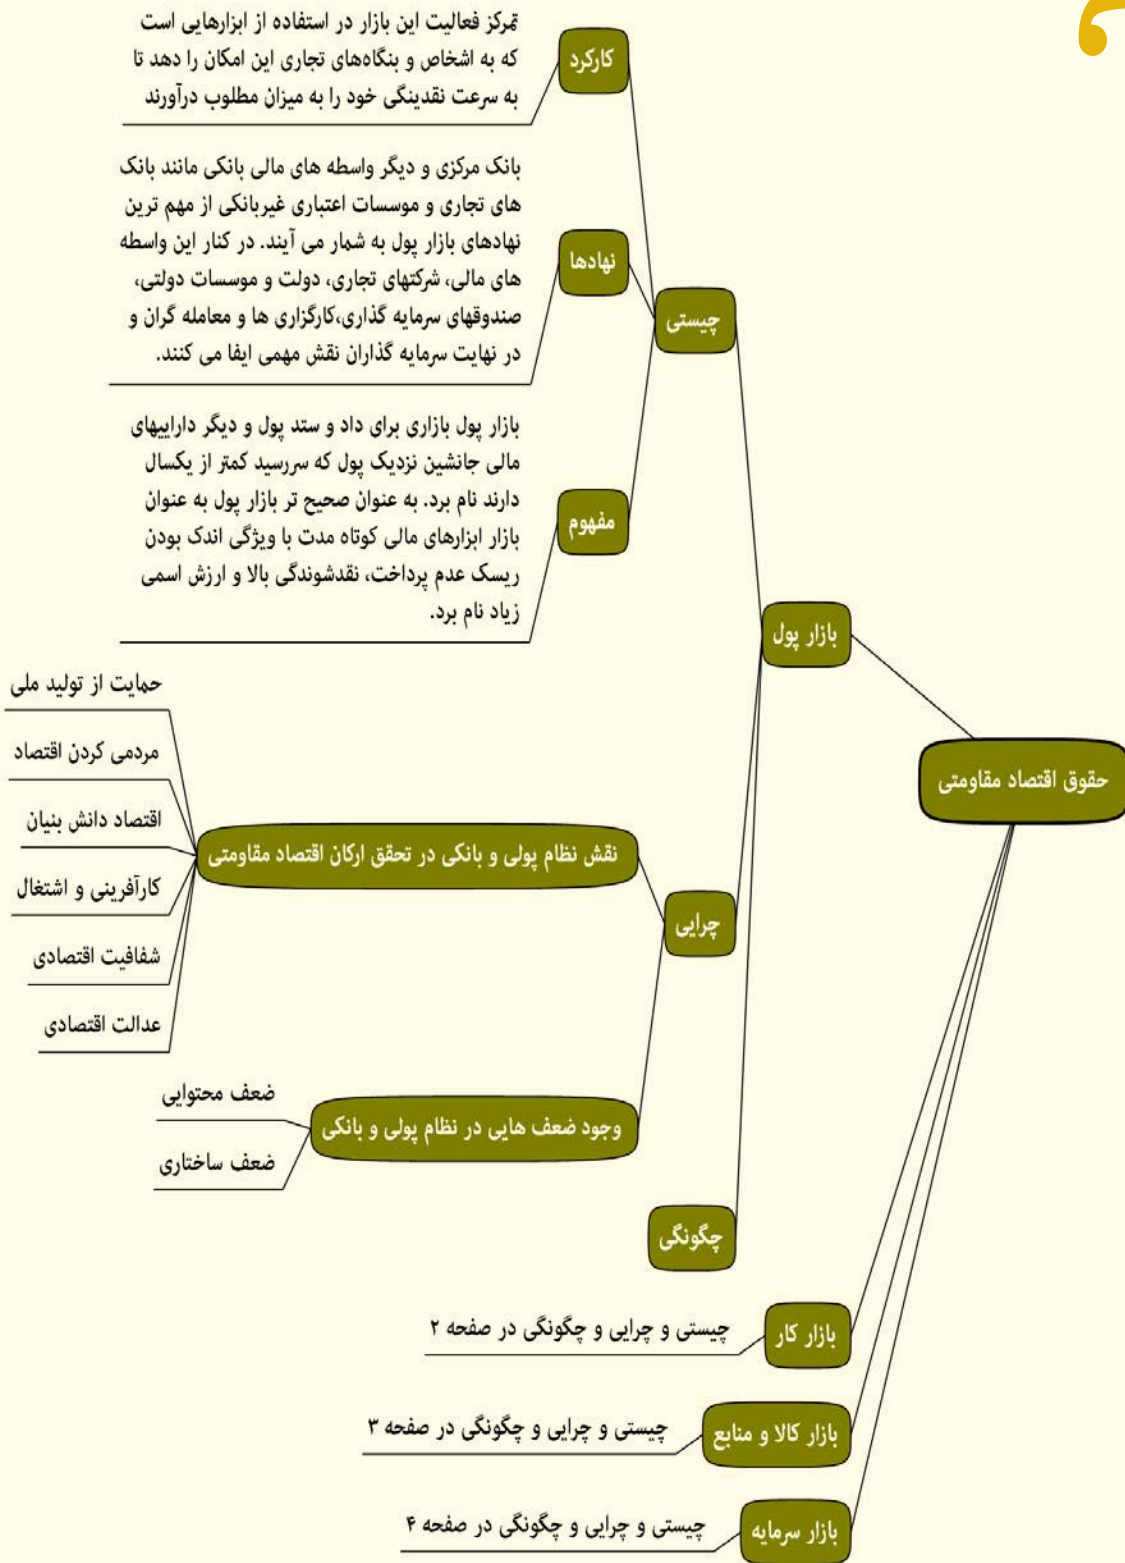 حقوق اقتصاد مقاومتی
بازار پول
چیستی
کارکرد
تمرکز فعالیت این بازار در استفاده از ابزارهایی است
که به اشخاص و بنگاه‌های تجاری این امکان را دهد تا
به سرعت نقدینگی خود را به میزان مطلوب درآورند
نهادها
بانک مرکزی و دیگر واسطه های مالی بانکی مانند بانک
های تجاری و موسسات اعتباری غیربانکی از مهم ترین
نهادهای بازار پول به شمار می آیند. در کنار این واسطه
های مالی، شرکتهای تجاری، دولت و موسسات دولتی،
صندوقهای سرمایه گذاری،کارگزاری ها و معامله گران و
در نهایت سرمایه گذاران نقش مهمی ایفا می کنند.
مفهوم
بازار پول بازاری برای داد و ستد پول و دیگر داراییهای
مالی جانشین نزدیک پول که سررسید کمتر از یکسال
دارند نام برد. به عنوان صحیح تر بازار پول به عنوان
بازار ابزارهای مالی کوتاه مدت با ویژگی اندک بودن
ریسک عدم پرداخت، نقدشوندگی بالا و ارزش اسمی
زیاد نام برد.
چرایی
نقش نظام پولی و بانکی در تحقق ارکان اقتصاد مقاومتی
حمایت از تولید ملی
مردمی کردن اقتصاد
اقتصاد دانش بنیان
کارآفرینی و اشتغال
شفافیت اقتصادی
عدالت اقتصادی
وجود ضعف هایی در نظام پولی و بانکی
ضعف محتوایی
ضعف ساختاری
چگونگی
بازار کار
چیستی و چرایی و چگونگی در صفحه ۲
بازار کالا و منابع
چیستی و چرایی و چگونگی در صفحه ۳
بازار سرمایه
چیستی و چرایی و چگونگی در صفحه ۴